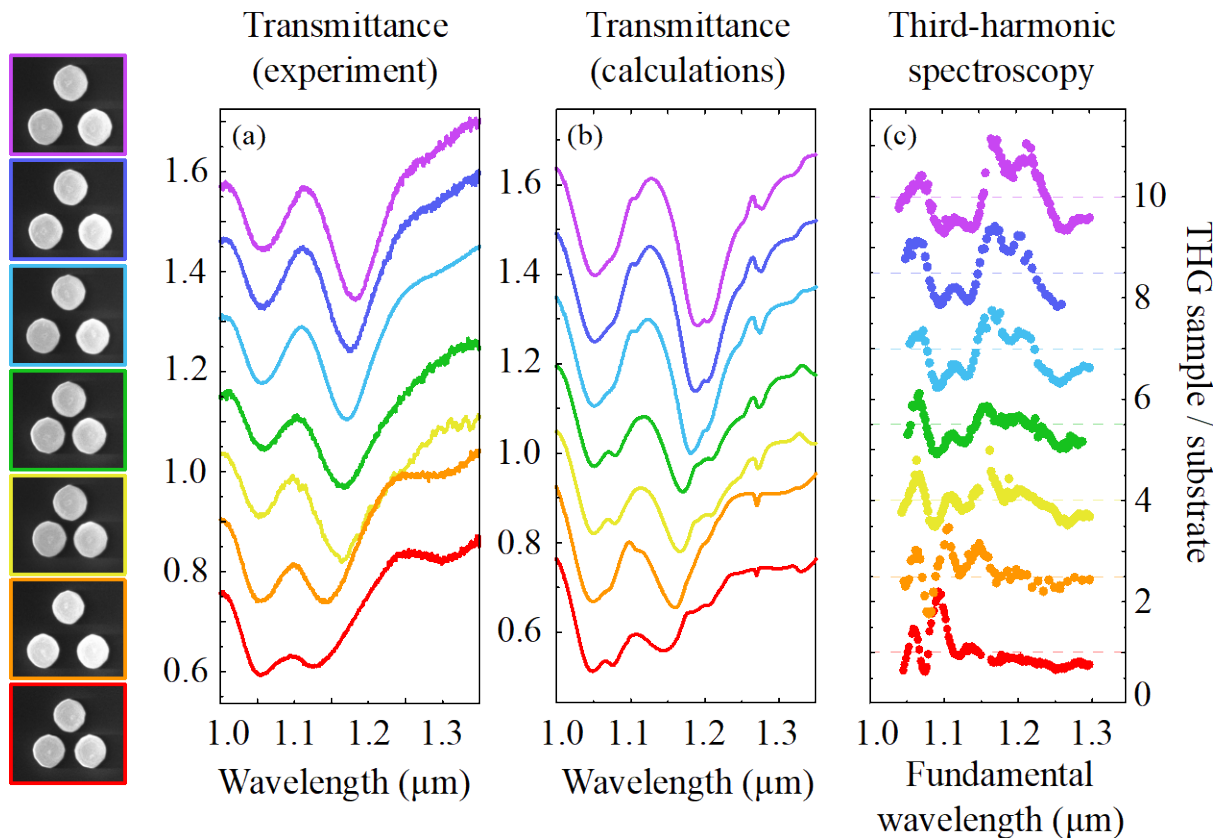 Transmittance
(experiment)
Transmittance
(calculations)
Third-harmonic
spectroscopy
(a)
(b)
(c)
1.6
1.4
1.2
1.0
0.8
0.6
1.6
1.4
1.2
1.0
0.8
0.6
10
8
6
4
2
0
THG sample / substrate
1.0 1.1 1.2 1.3
1.0 1.1 1.2 1.3
1.0 1.1 1.2 1.3
Wavelength (μm)
Wavelength (μm)
Fundamental
wavelength (μm)